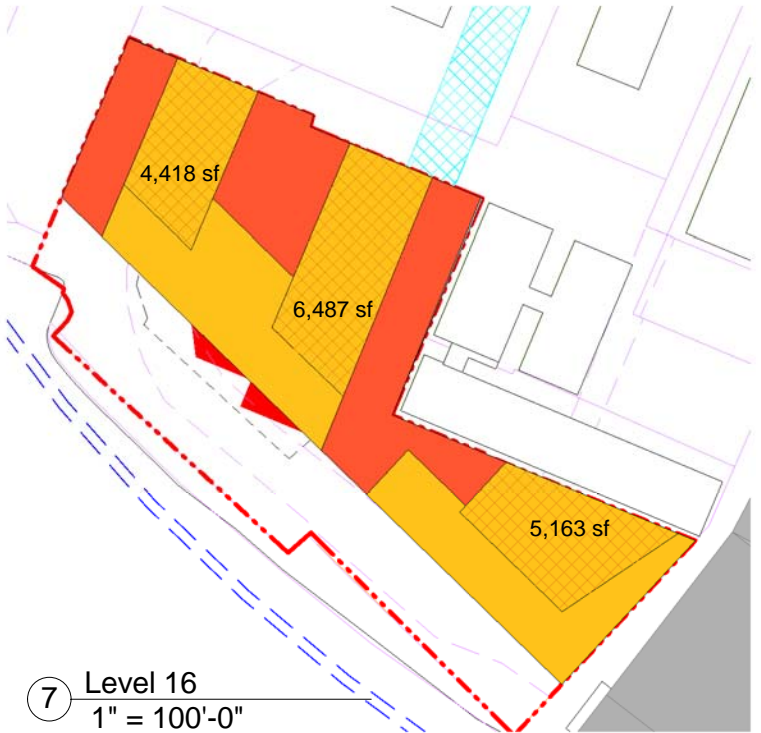 4,418 sf
6,487 sf
5,163 sf
7
Level 16
1" = 100'-0"